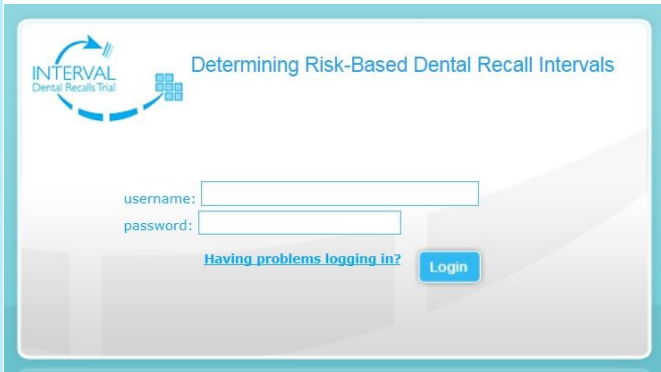 INTERVAL
Dental Recalls Trial
Determining Risk-Based Dental Recall Intervals
username:
password:
Having problems logging in?
Login